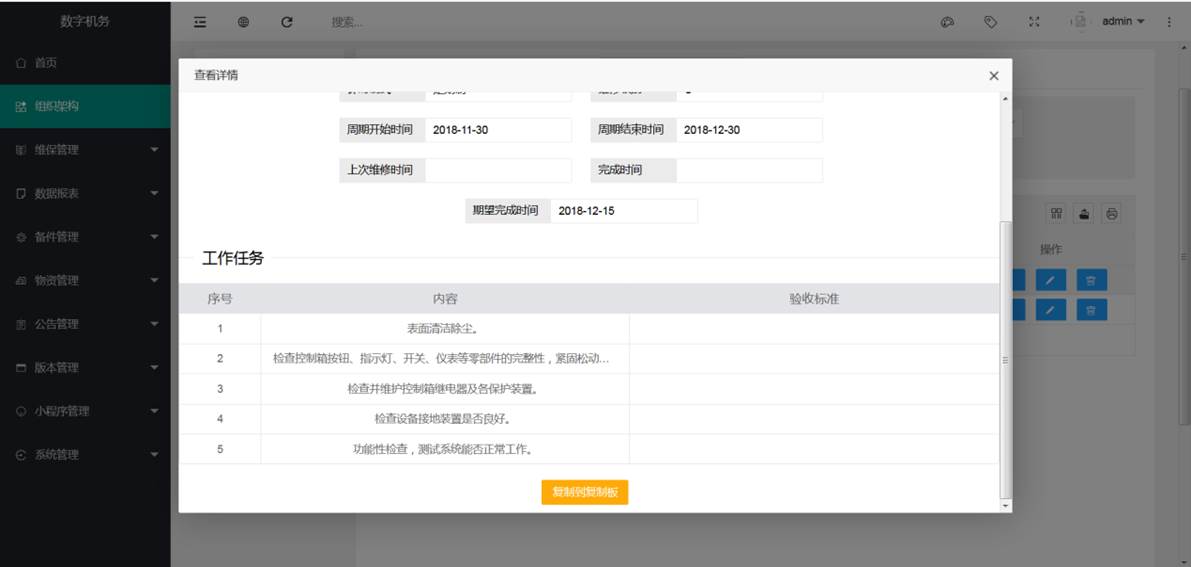 数字机务
搜索...
admin
首页
组织架构
维保管理
数据报表
备件管理
物资管理
公告管理
版本管理
小程序管理
系统管理
查看详情
周期开始时间 2018-11-30 周期结束时间 2018-12-30
上次维修时间 完成时间
期望完成时间 2018-12-15
工作任务
序号 内容 验收标准
1 表面清洁除尘。
2 检查控制箱按钮、指示灯、开关、仪表等零部件的完整性，紧固松动...
3 检查并维护控制箱继电器及各保护装置。
4 检查设备接地装置是否良好。
5 功能性检查，测试系统能否正常工作。
复制到复制板
操作